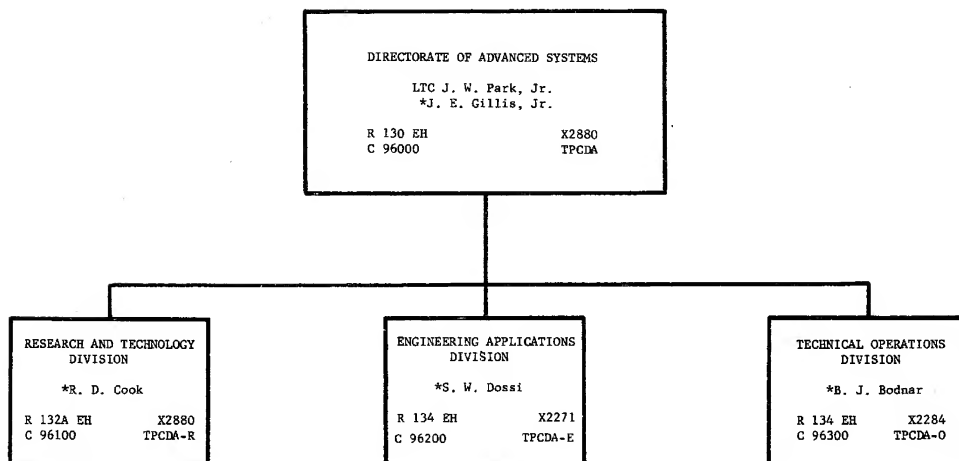 DIRECTORATE OF ADVANCED SYSTEMS
LTC J. W. Park, Jr.
*J. E. Gillis, Jr.
R 130 EH X2880
C 96000 TPCDA
RESEARCH AND TECHNOLOGY
DIVISION
*R. D. Cook
R 132A EH X2880
C 96100 TPCDA-R
ENGINEERING APPLICATIONS
DIVISION
*S. W. Dossi
R 134 EH X2271
C 96200 TPCDA-E
TECHNICAL OPERATIONS
DIVISION
*B. J. Bodnar
R 134 EH X2284
C 96300 TPCDA-O